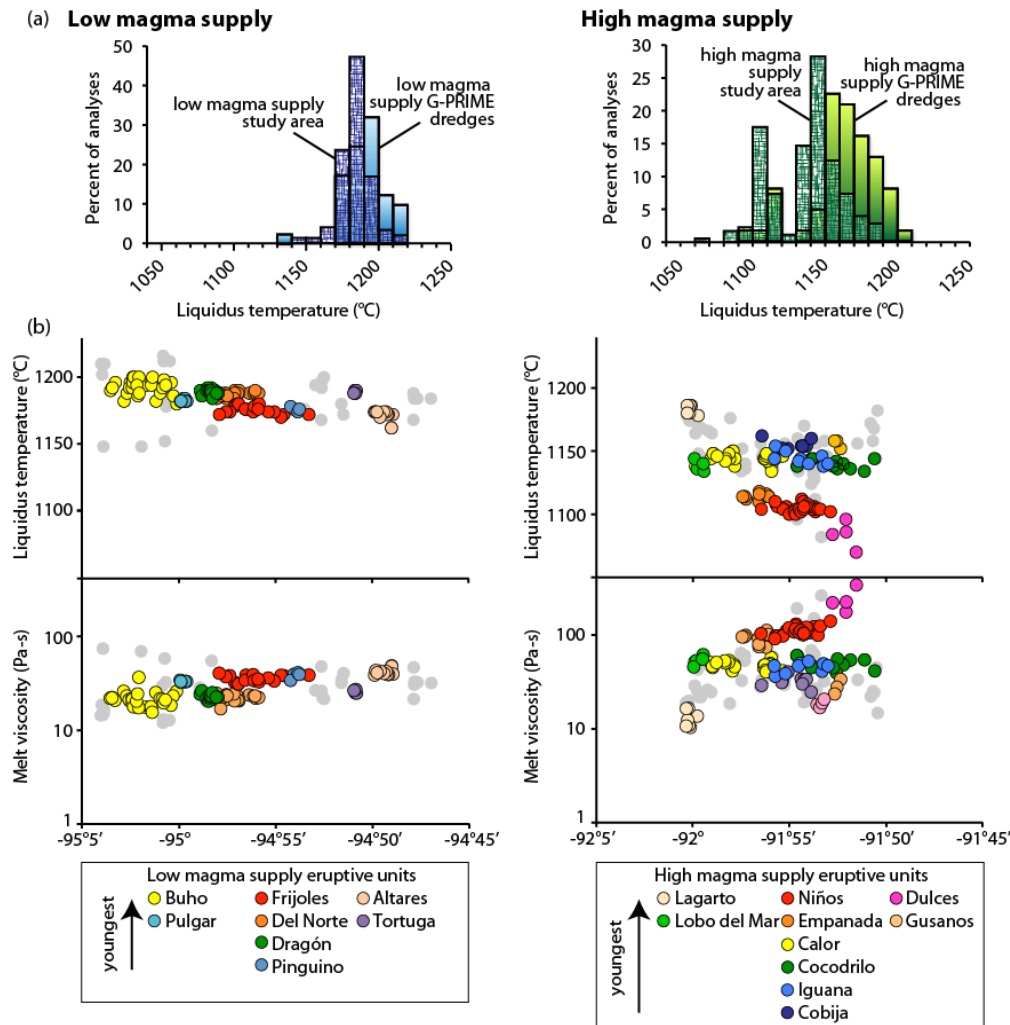 (a) Low magma supply
High magma supply
50
40
30
20
10
0
Percent of analyses
low magma supply
study area
low magma
supply G-PRIME
dredges
1050
1100
1150
1200
1250
Liquidus temperature (°C)
30
25
20
15
10
5
0
Percent of analyses
high magma
supply
study area
high magma
supply G-PRIME
dredges
1050
1100
1150
1200
1250
Liquidus temperature (°C)
(b)
Liquidus temperature (°C)
1200
1150
1100
Melt viscosity (Pa-s)
100
10
1
-95°5′
-95°
-94°55′
-94°50′
-94°45′
Liquidus temperature (°C)
1200
1150
1100
Melt viscosity (Pa-s)
100
10
1
-92°5′
-92°
-91°55′
-91°50′
-91°45′
Low magma supply eruptive units
youngest
Buho
Pulgar
Frijoles
Del Norte
Dragón
Pinguino
Altares
Tortuga
High magma supply eruptive units
youngest
Lagarto
Lobo del Mar
Niños
Empanada
Calor
Cocodrilo
Iguana
Cobija
Dulces
Gusanos